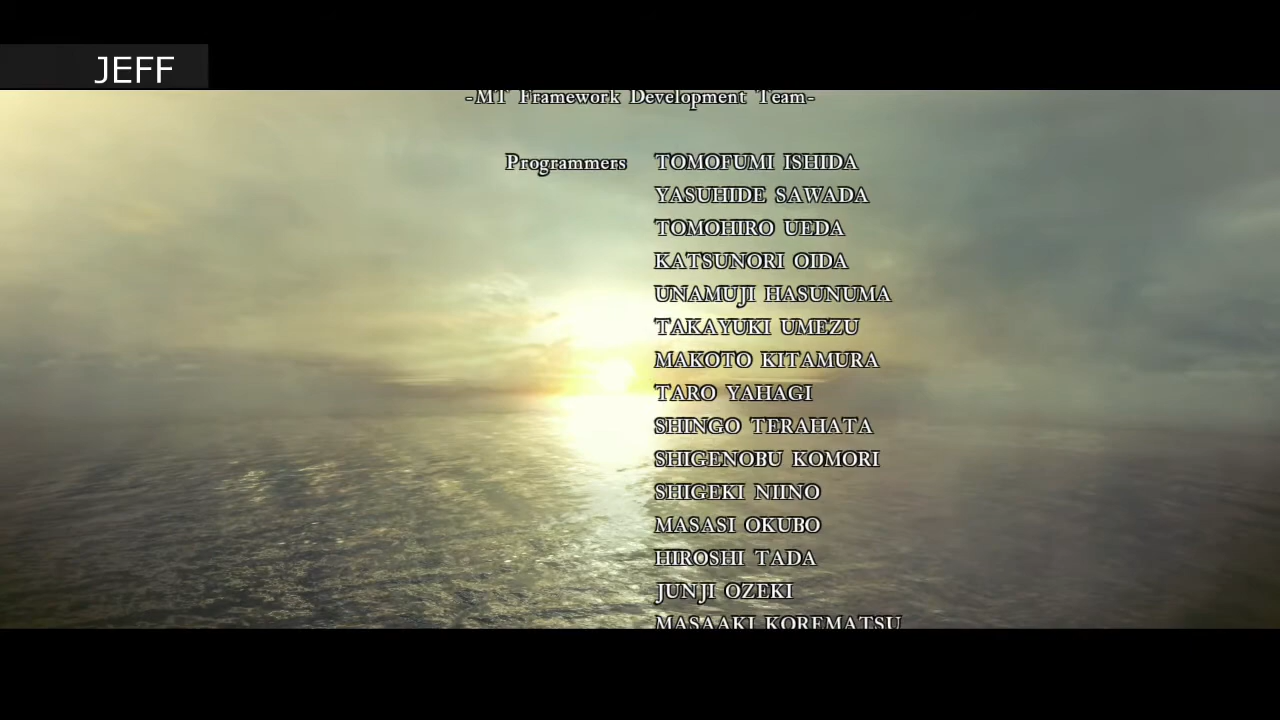 JEFF
-MT Framework Development Team-
Programmers TOMOFUMI ISHIDA
YASUHIDE SAWADA
TOMOHIRO UEDA
KATSUNORI OIDA
UNAMUJI HASUNUMA
TAKAYUKI UMEZU
MAKOTO KITAMURA
TARO YAHAGI
SHINGO TERAHATA
SHIGENOBU KOMORI
SHIGEKI NIINO
MASASI OKUBO
HIROSHI TADA
JUNJI OZEKI
MASAAKI KOREMATSU